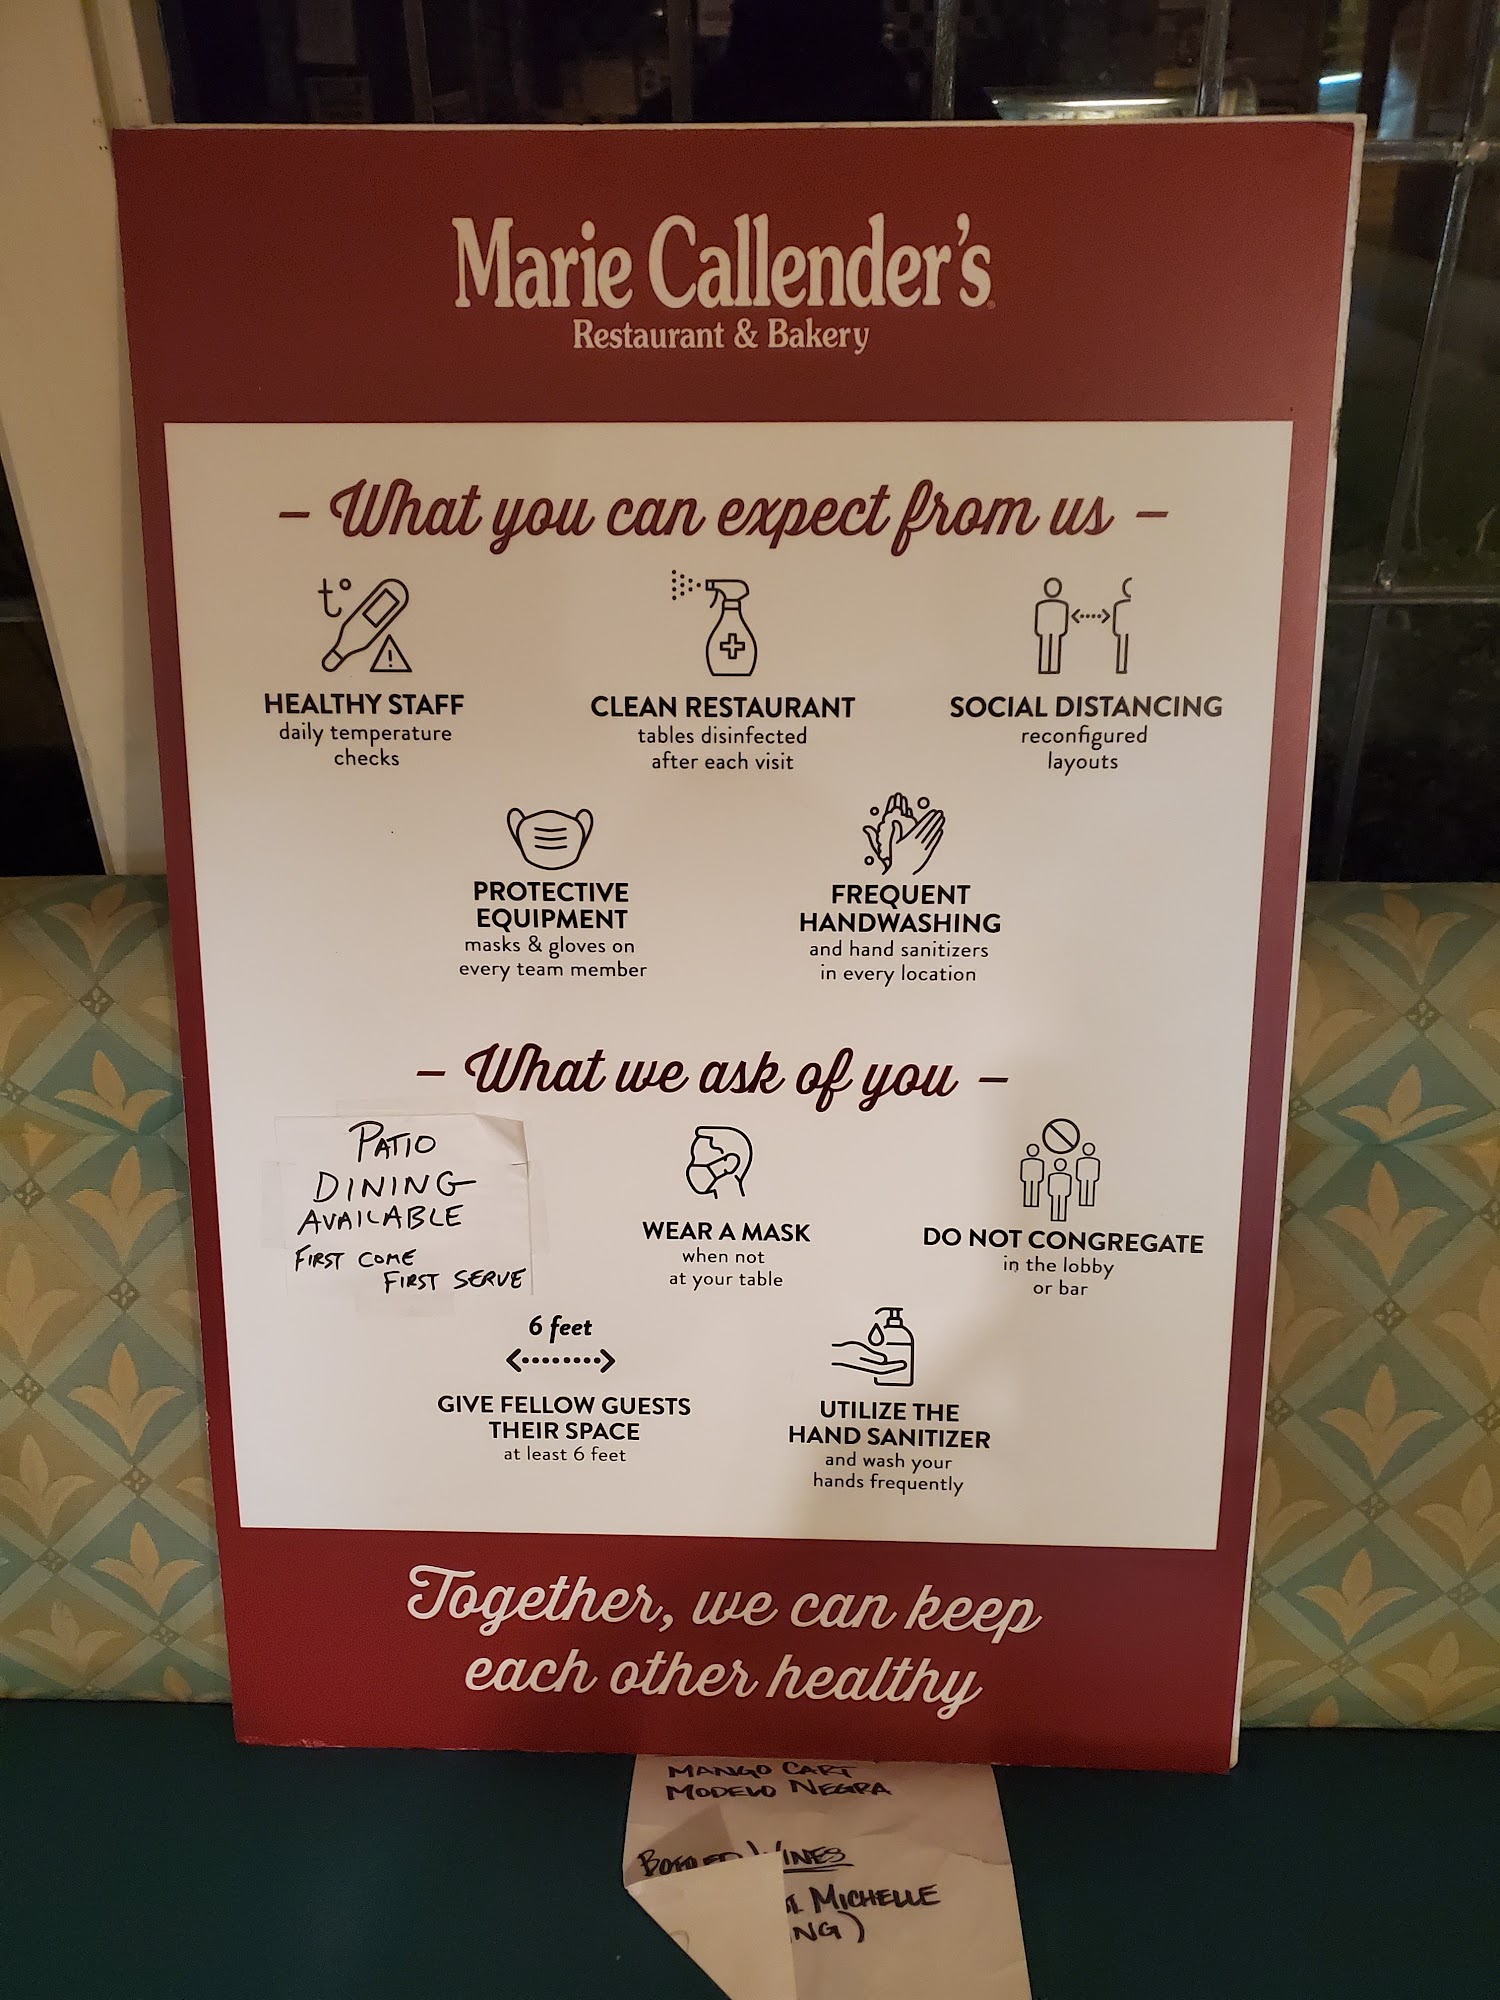 Marie Callender's
Restaurant & Bakery
- What you can expect from us -
t°
HEALTHY STAFF
daily temperature
checks
CLEAN RESTAURANT
tables disinfected
after each visit
SOCIAL DISTANCING
reconfigured
layouts
PROTECTIVE
EQUIPMENT
masks & gloves on
every team member
FREQUENT
HANDWASHING
and hand sanitizers
in every location
- What we ask of you -
PATIO
DINING
AVAILABLE
FIRST COME
FIRST SERVE
WEAR A MASK
when not
at your table
DO NOT CONGREGATE
in the lobby
or bar
6 feet
GIVE FELLOW GUESTS
THEIR SPACE
at least 6 feet
UTILIZE THE
HAND SANITIZER
and wash your
hands frequently
Together, we can keep
each other healthy
MANGO CART
MODELO NEGRA
MICHELLE